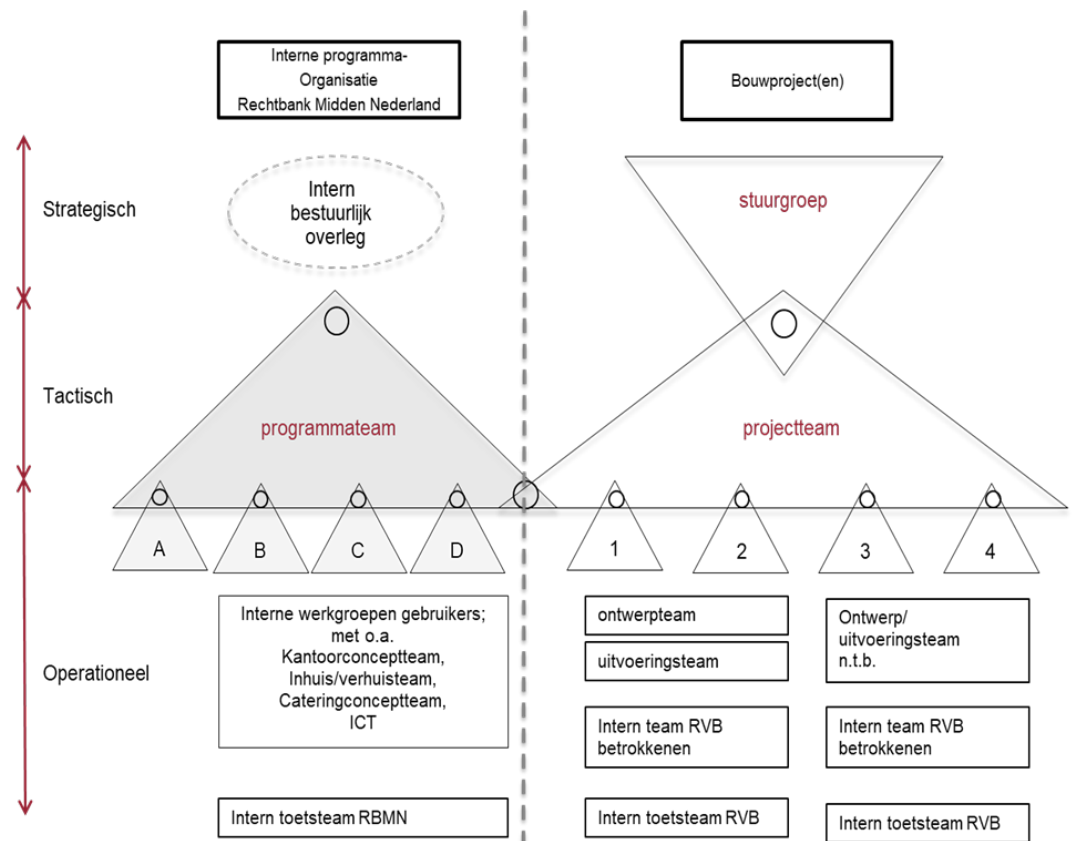 Interne programma-
Organisatie
Rechtbank Midden Nederland
Bouwproject(en)
Strategisch
Intern
bestuurlijk
overleg
stuurgroep
Tactisch
programmateam
projectteam
A
B
C
D
1
2
3
4
Operationeel
Interne werkgroepen gebruikers;
met o.a.
Kantoorconceptteam,
Inhuis/verhuisteam,
Cateringconceptteam,
ICT
ontwerpteam
uitvoeringsteam
Ontwerp/
uitvoeringsteam
n.t.b.
Intern team RVB
betrokkenen
Intern team RVB
betrokkenen
Intern toetsteam RBMN
Intern toetsteam RVB
Intern toetsteam RVB